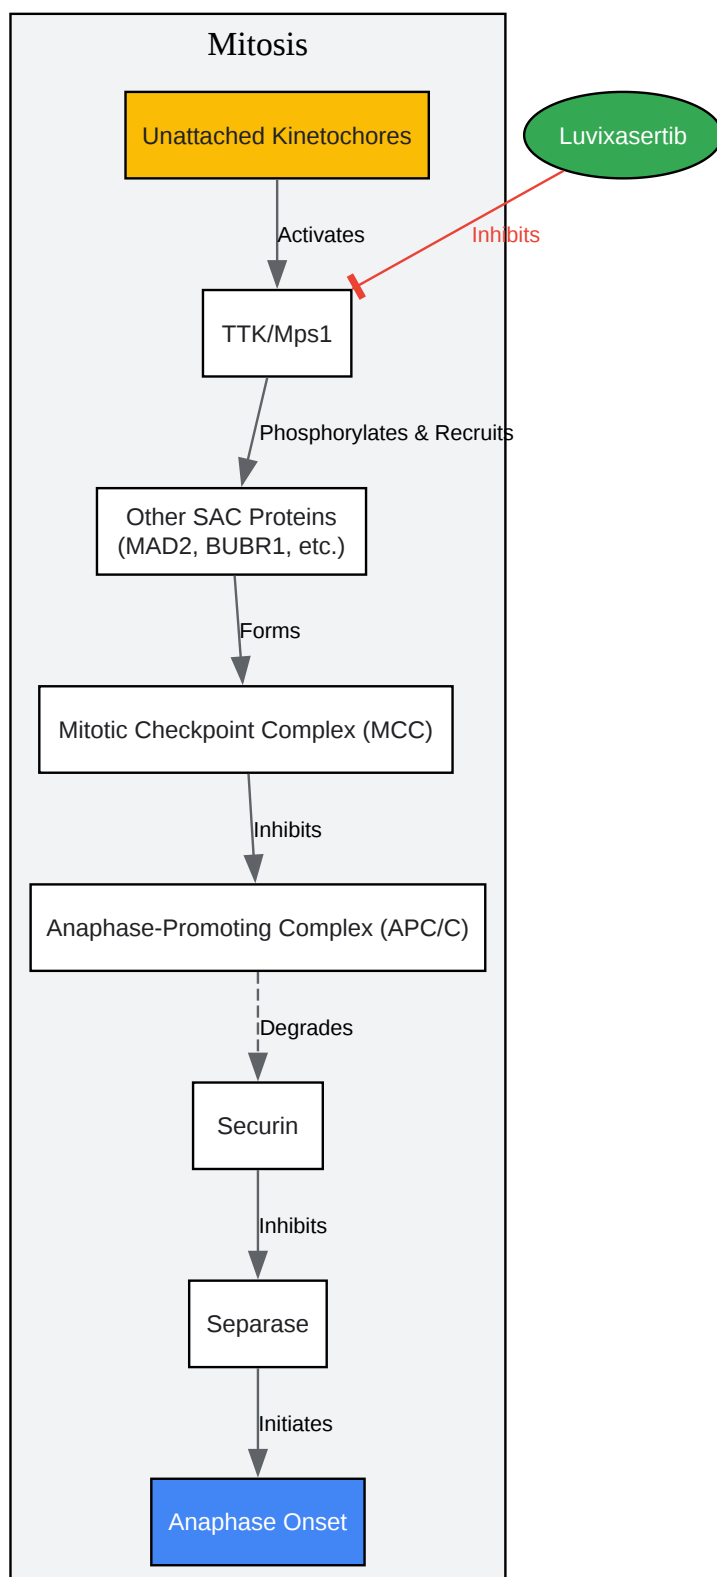 Mitosis
Unattached Kinetochores
Luvixasertib
Activates
Inhibits
TTK/Mps1
Phosphorylates & Recruits
Other SAC Proteins
(MAD2, BUBR1, etc.)
Forms
Mitotic Checkpoint Complex (MCC)
Inhibits
Anaphase-Promoting Complex (APC/C)
Degrades
Securin
Inhibits
Separase
Initiates
Anaphase Onset